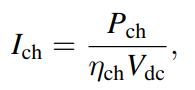 I_ch = P_ch / (η_ch V_dc),